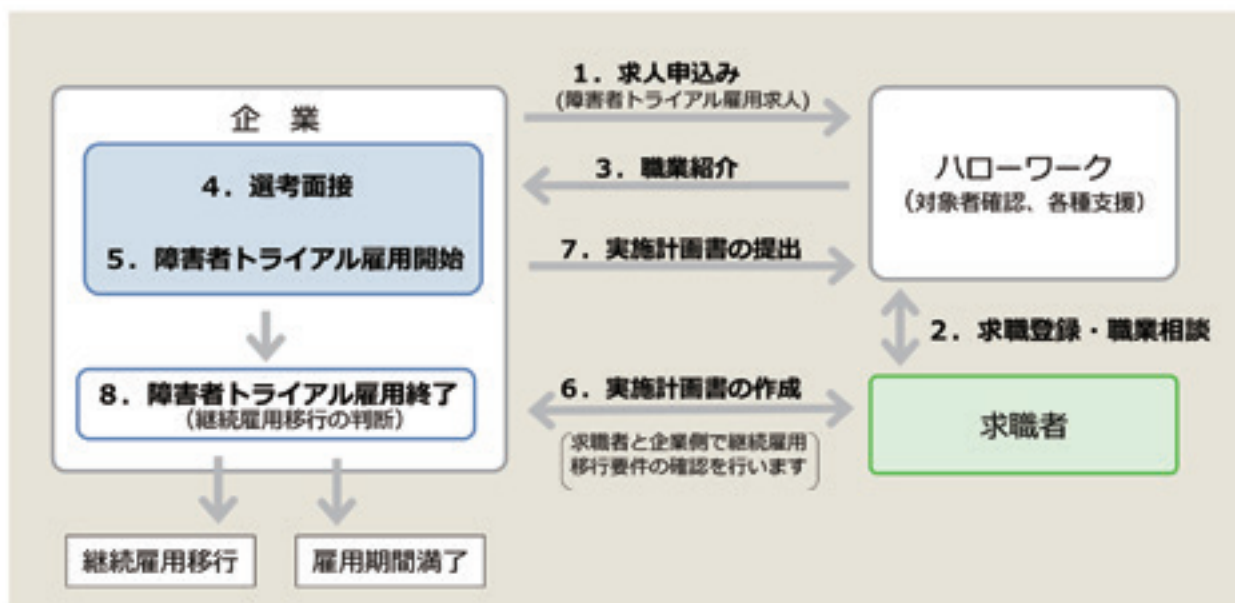 1. 求人申込み
(障害者トライアル雇用求人)
企 業
4. 選考面接
5. 障害者トライアル雇用開始
3. 職業紹介
ハローワーク
(対象者確認、各種支援)
7. 実施計画書の提出
2. 求職登録・職業相談
8. 障害者トライアル雇用終了
(継続雇用移行の判断)
6. 実施計画書の作成
求職者と企業側で継続雇用
移行要件の確認を行います
求職者
継続雇用移行
雇用期間満了